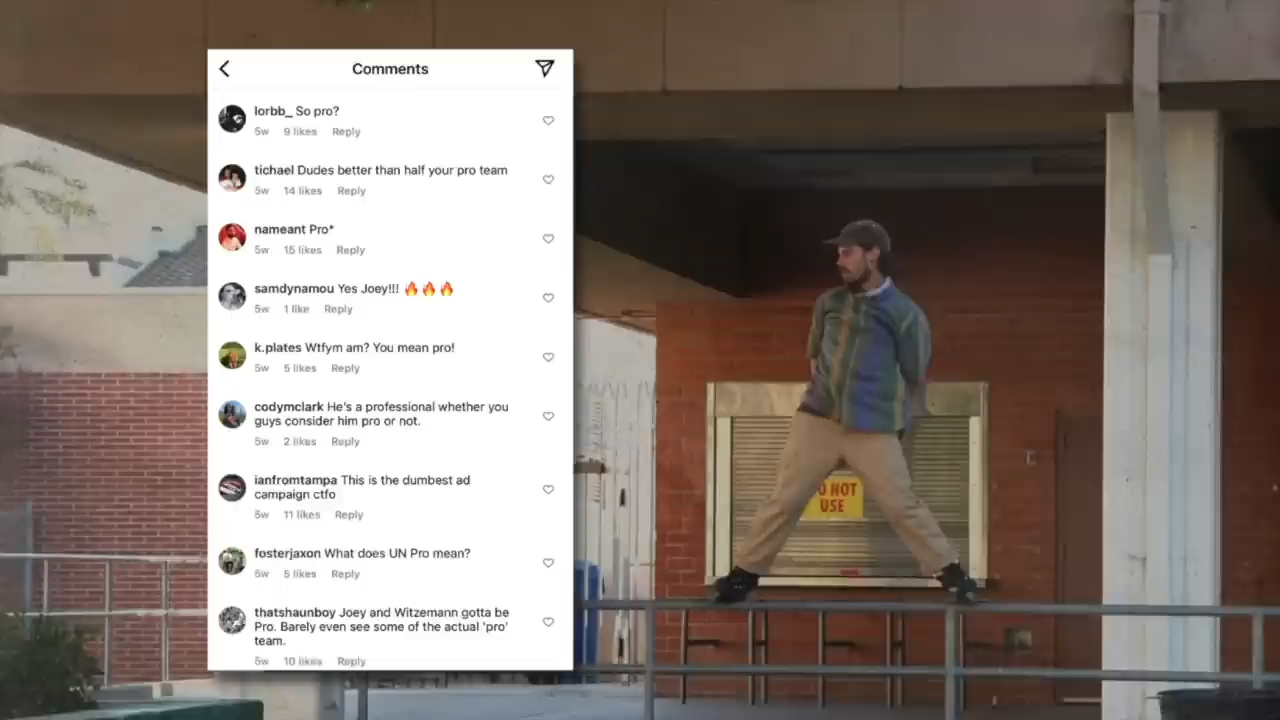 Comments
lorbb_ So pro?
5w 9 likes Reply
tichael Dudes better than half your pro team
5w 14 likes Reply
nameant Pro*
5w 15 likes Reply
samdynamou Yes Joey!!! 🔥🔥🔥
5w 1 like Reply
k.plates Wtfym am? You mean pro!
5w 5 likes Reply
codymclark He's a professional whether you
guys consider him pro or not.
5w 2 likes Reply
ianfromtampa This is the dumbest ad
campaign ctfo
5w 11 likes Reply
fosterjaxon What does UN Pro mean?
5w 5 likes Reply
thatshaunboy Joey and Witzemann gotta be
Pro. Barely even see some of the actual 'pro'
team.
5w 10 likes Reply
NOT
USE